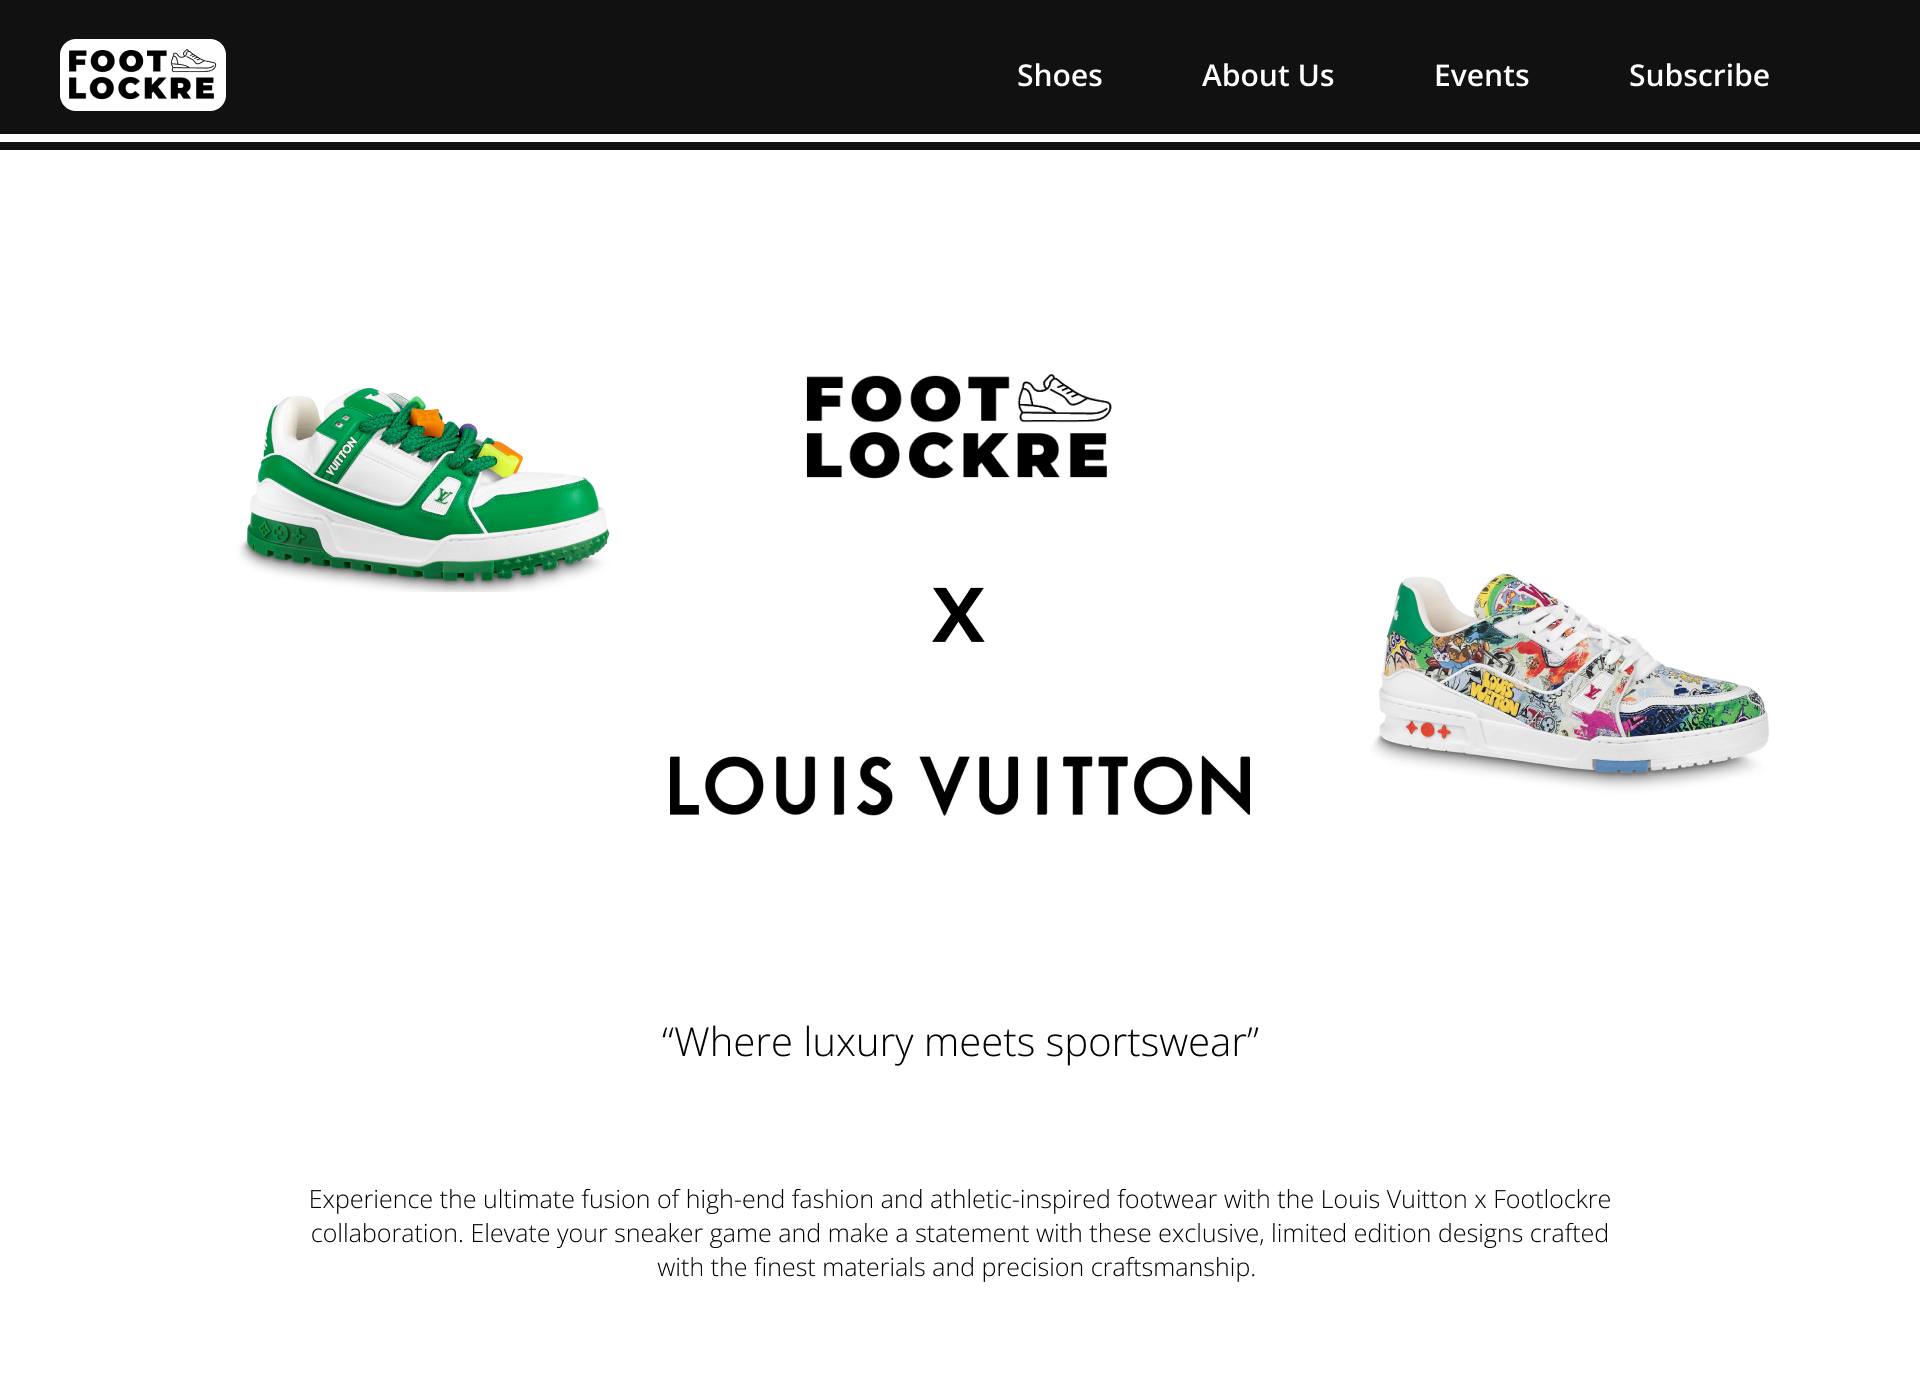 FOOT
LOCKRE
Shoes
About Us
Events
Subscribe
FOOT
LOCKRE
VUITTON
LV
X
LOUIS
VUITTON
LV
LOUIS VUITTON
“Where luxury meets sportswear”
Experience the ultimate fusion of high-end fashion and athletic-inspired footwear with the Louis Vuitton x Footlockre
collaboration. Elevate your sneaker game and make a statement with these exclusive, limited edition designs crafted
with the finest materials and precision craftsmanship.